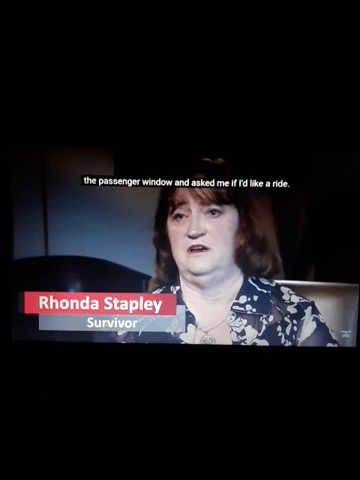 the passenger window and asked me if I'd like a ride.
Rhonda Stapley
Survivor